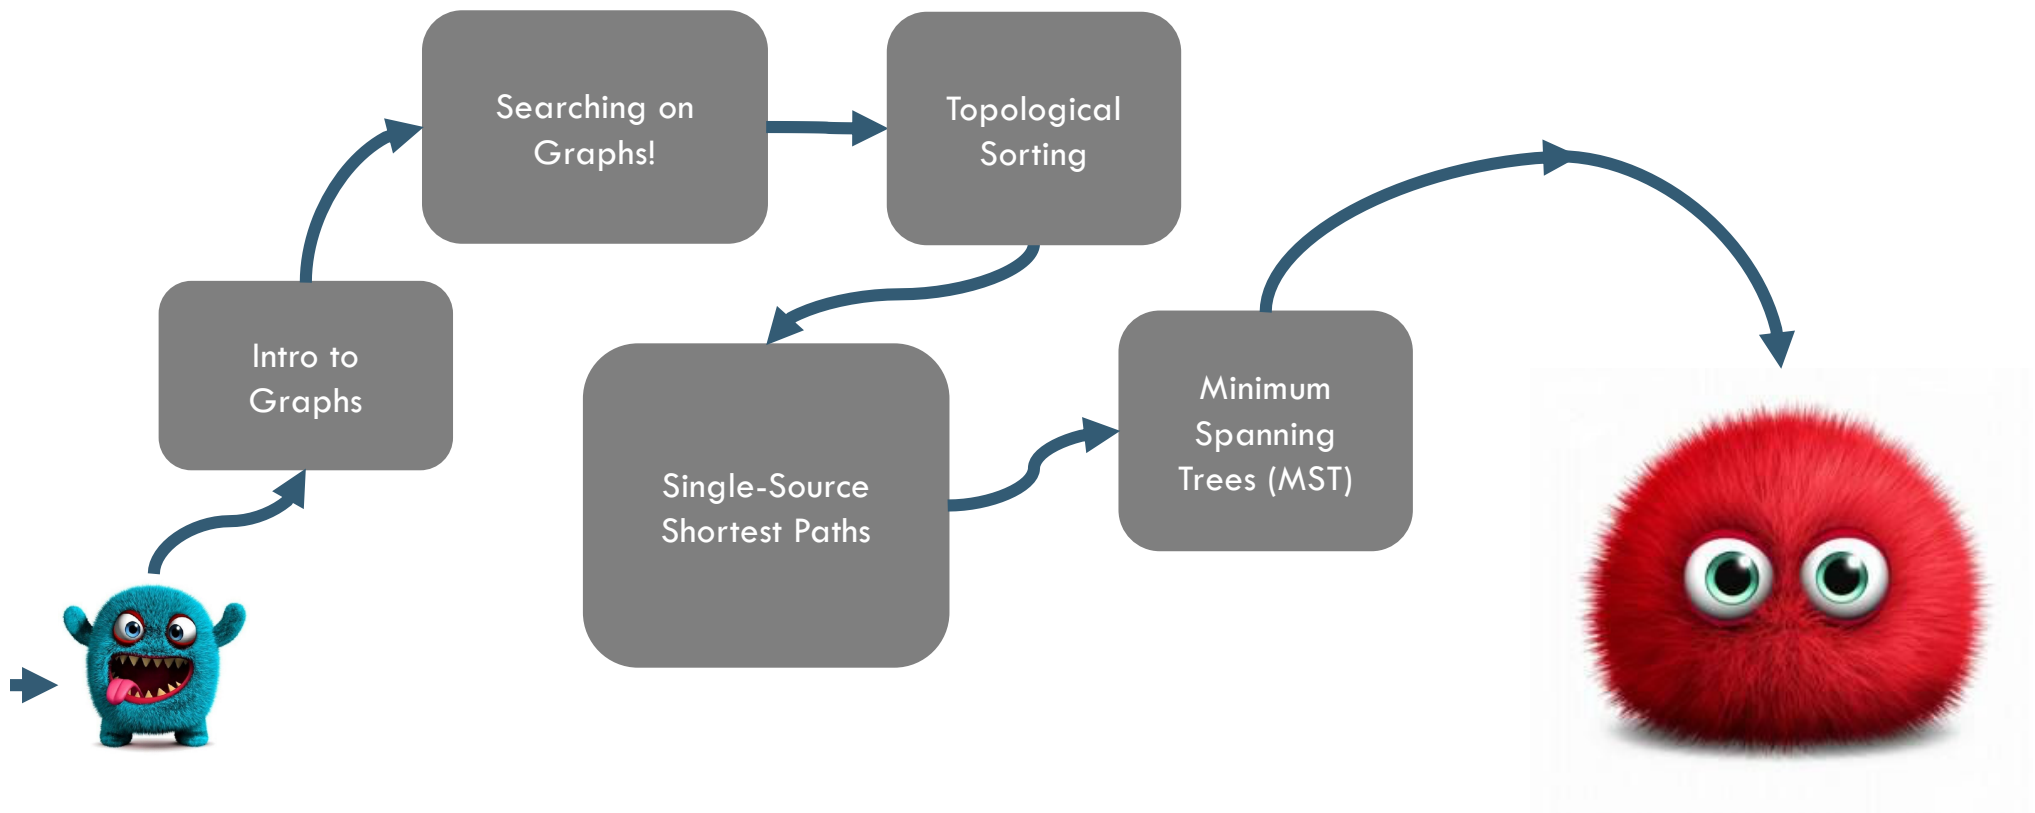 Searching on
Graphs!
Topological
Sorting
Intro to
Graphs
Single-Source
Shortest Paths
Minimum
Spanning
Trees (MST)